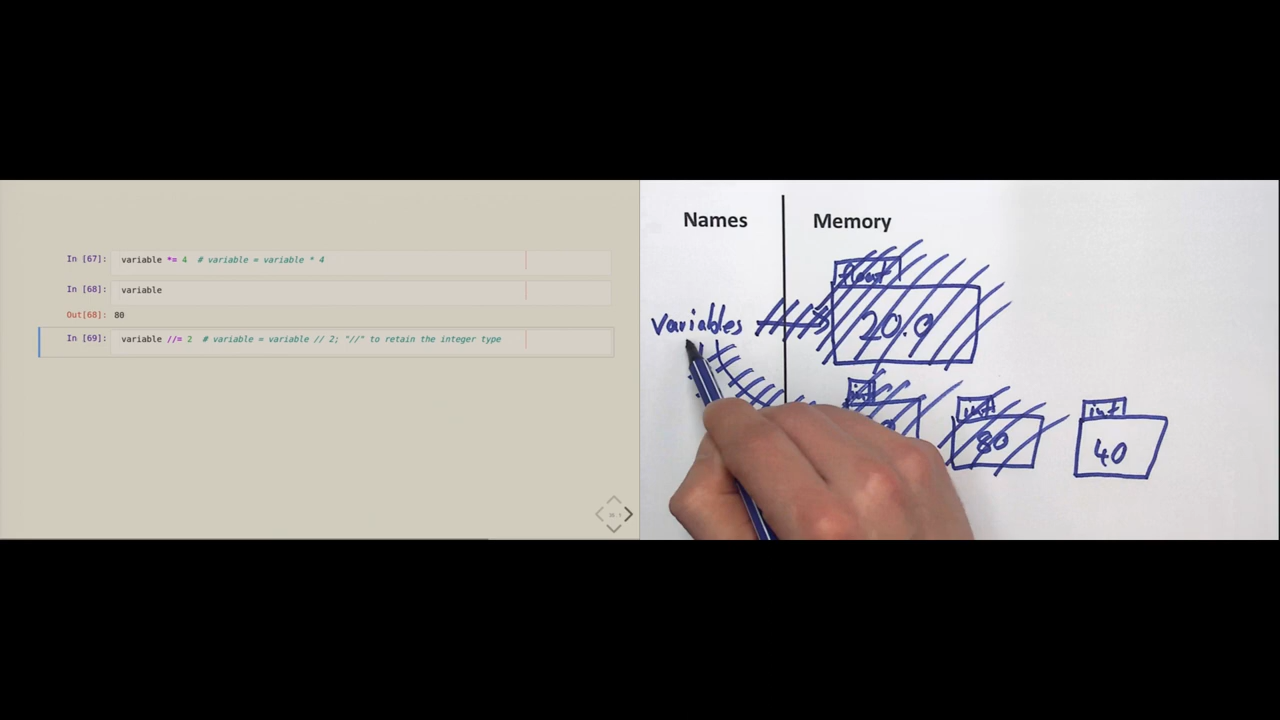 In [67]: variable *= 4 # variable = variable * 4
In [68]: variable
Out[68]: 80
In [69]: variable //= 2 # variable = variable // 2; "//" to retain the integer type
Names Memory
float
variables 20.0
int int int
80 40